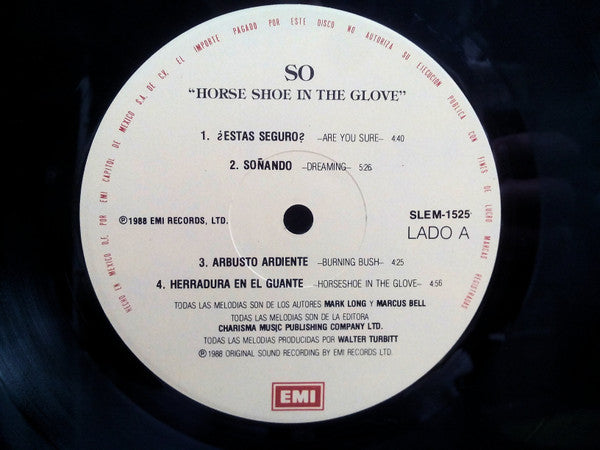 HECHO EN MEXICO D.F. POR EMI CAPITOL DE MEXICO S.A. DE C.V. EL IMPORTE PAGADO POR ESTE DISCO NO AUTORIZA SU EJECUCION PUBLICA CON FINES DE LUCRO MARCAS REGISTRADAS
SO
"HORSE SHOE IN THE GLOVE"
1. ¿ESTAS SEGURO? –ARE YOU SURE– 4:40
2. SOÑANDO –DREAMING– 5:26
℗1988 EMI RECORDS, LTD.
SLEM-1525
LADO A
3. ARBUSTO ARDIENTE –BURNING BUSH– 4:25
4. HERRADURA EN EL GUANTE –HORSESHOE IN THE GLOVE– 4:56
TODAS LAS MELODIAS SON DE LOS AUTORES MARK LONG Y MARCUS BELL
TODAS LAS MELODIAS SON DE LA EDITORA
CHARISMA MUSIC PUBLISHING COMPANY LTD.
TODAS LAS MELODIAS PRODUCIDAS POR WALTER TURBITT
℗1988 ORIGINAL SOUND RECORDING BY EMI RECORDS LTD.
EMI